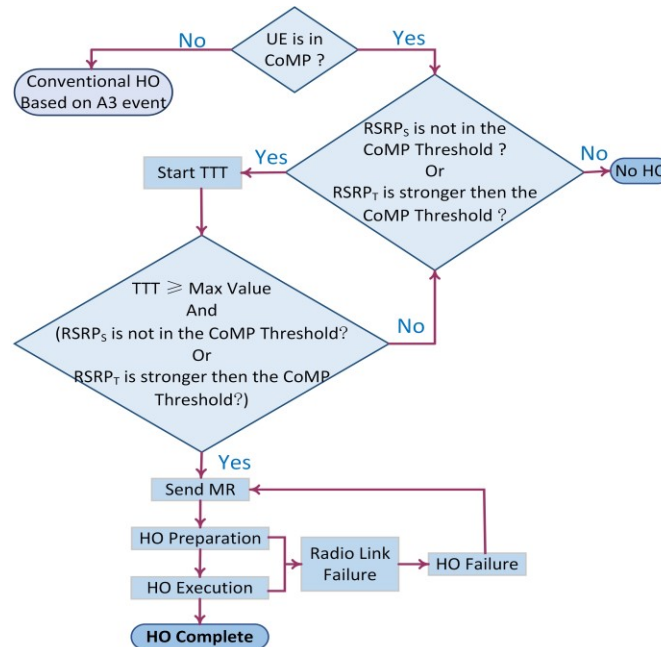 No
UE is in
CoMP ?
Yes
Conventional HO
Based on A3 event
RSRPS is not in the
CoMP Threshold ?
Or
RSRPT is stronger then the
CoMP Threshold ?
No
No HO
Yes
Start TTT
TTT ≥ Max Value
And
(RSRPS is not in the CoMP Threshold?
Or
RSRPT is stronger then the CoMP
Threshold?)
No
Yes
Send MR
HO Preparation
Radio Link
Failure
HO Failure
HO Execution
HO Complete